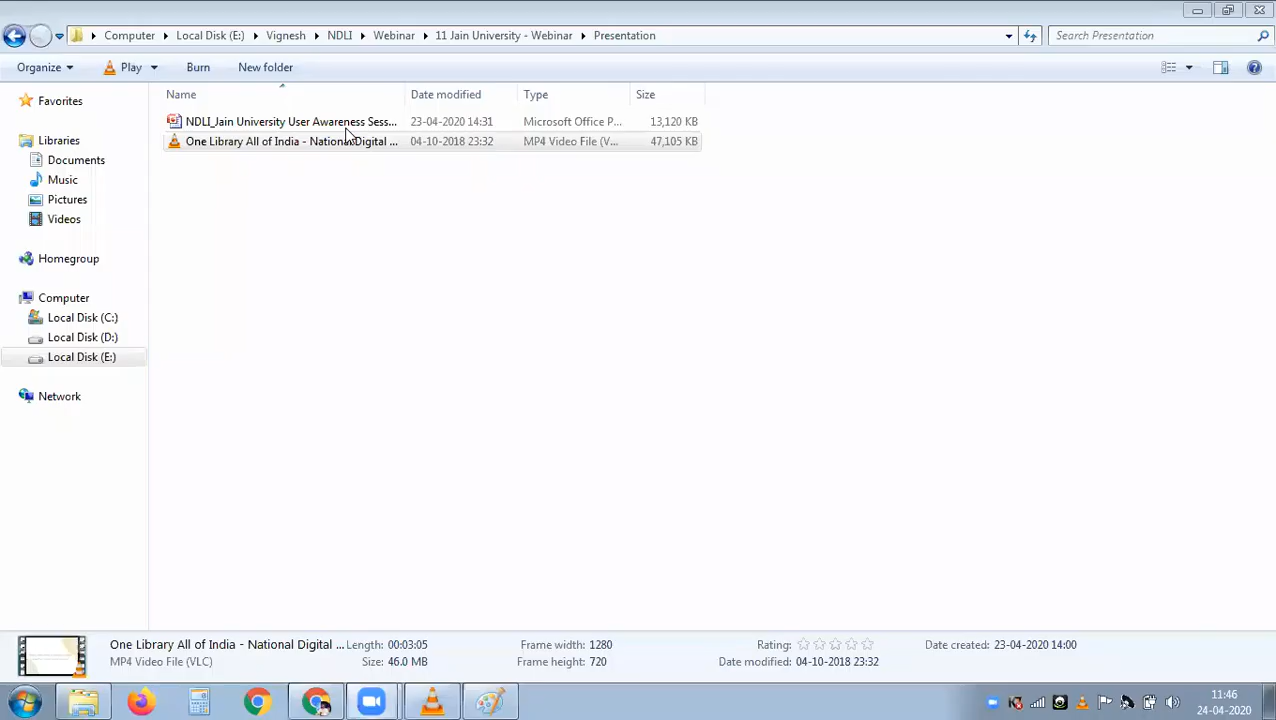 Computer Local Disk (E:) Vignesh NDLI Webinar 11 Jain University - Webinar Presentation Search Presentation
Organize Play Burn New folder
Name Date modified Type Size
NDLI_Jain University User Awareness Sess... 23-04-2020 14:31 Microsoft Office P... 13,120 KB
One Library All of India - National Digital ... 04-10-2018 23:32 MP4 Video File (V... 47,105 KB
Favorites
Libraries
Documents
Music
Pictures
Videos
Homegroup
Computer
Local Disk (C:)
Local Disk (D:)
Local Disk (E:)
Network
One Library All of India - National Digital ... Length: 00:03:05 Frame width: 1280 Rating: Date created: 23-04-2020 14:00
MP4 Video File (VLC) Size: 46.0 MB Frame height: 720 Date modified: 04-10-2018 23:32
11:46
24-04-2020